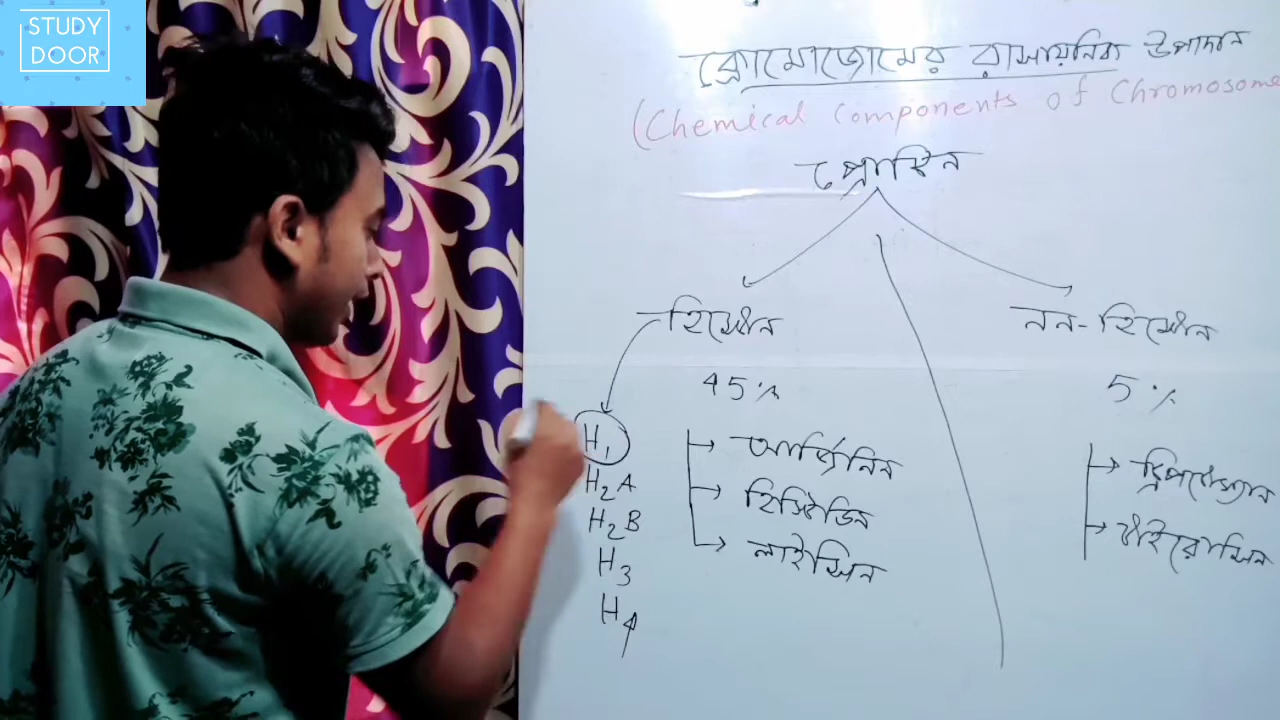 STUDY
DOOR
ক্রোমোজোমের রাসায়নিক উপাদান
(Chemical Components of Chromosome
প্রোটিন
হিস্টোন
নন-হিস্টোন
45%
5%
H1
H2A
H2B
H3
H4
আর্জিনিন
হিস্টিডিন
লাইসিন
ট্রিপটোফ্যান
টাইরোসিন